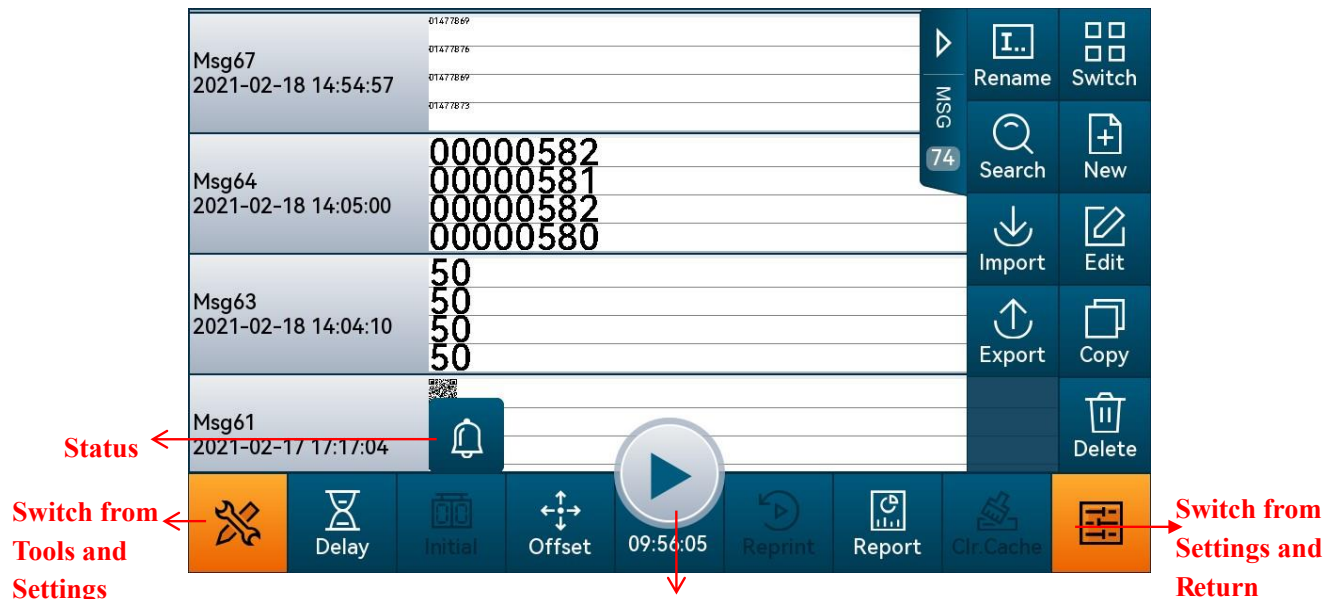 Msg67
2021-02-18 14:54:57
01477869
01477876
01477869
01477873
MSG
74
Rename
Switch
Msg64
2021-02-18 14:05:00
00000582
00000581
00000582
00000580
Search
New
Import
Edit
Msg63
2021-02-18 14:04:10
50
50
50
50
Export
Copy
Msg61
2021-02-17 17:17:04
Delete
Status
Switch from
Tools and
Settings
Delay
Initial
Offset
09:56:05
Reprint
Report
Clr.Cache
Switch from
Settings and
Return